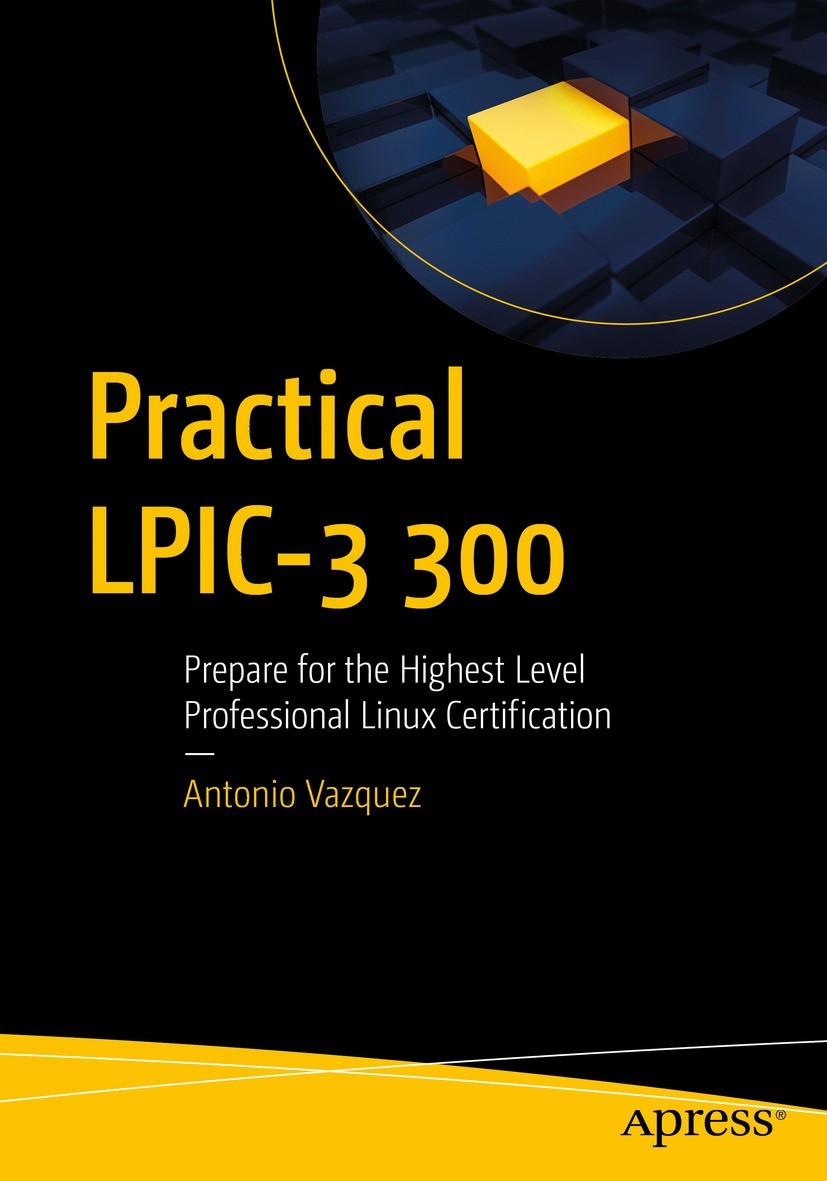 Practical
LPIC-3 300
Prepare for the Highest Level
Professional Linux Certification
Antonio Vazquez
Apress®